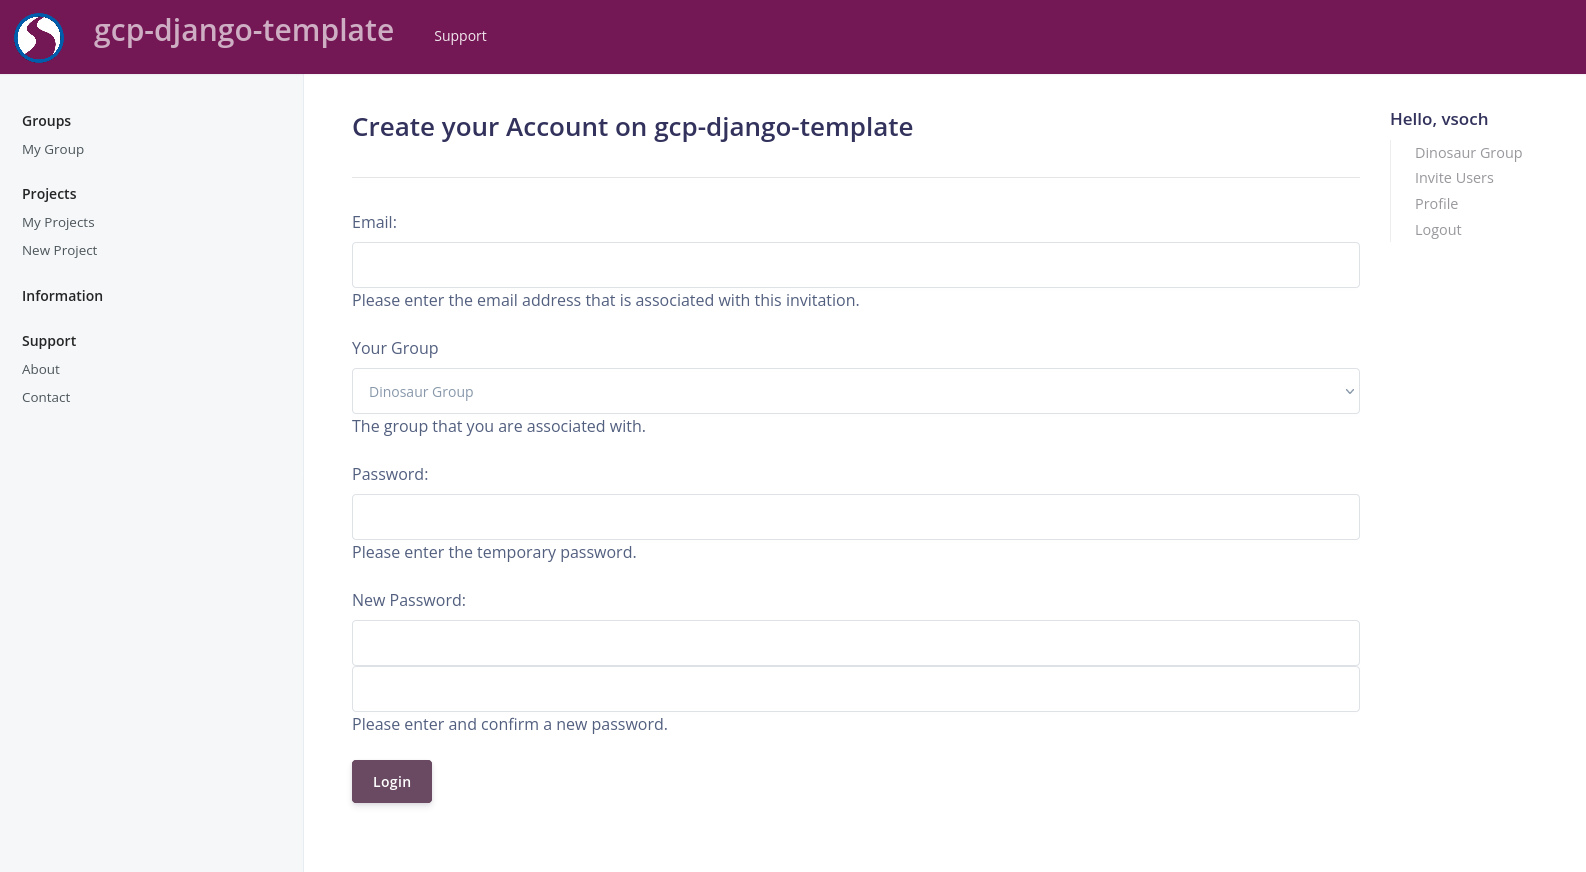 gcp-django-template
Support
Groups
My Group
Projects
My Projects
New Project
Information
Support
About
Contact
Create your Account on gcp-django-template
Email:
Please enter the email address that is associated with this invitation.
Your Group
Dinosaur Group
The group that you are associated with.
Password:
Please enter the temporary password.
New Password:
Please enter and confirm a new password.
Login
Hello, vsoch
Dinosaur Group
Invite Users
Profile
Logout